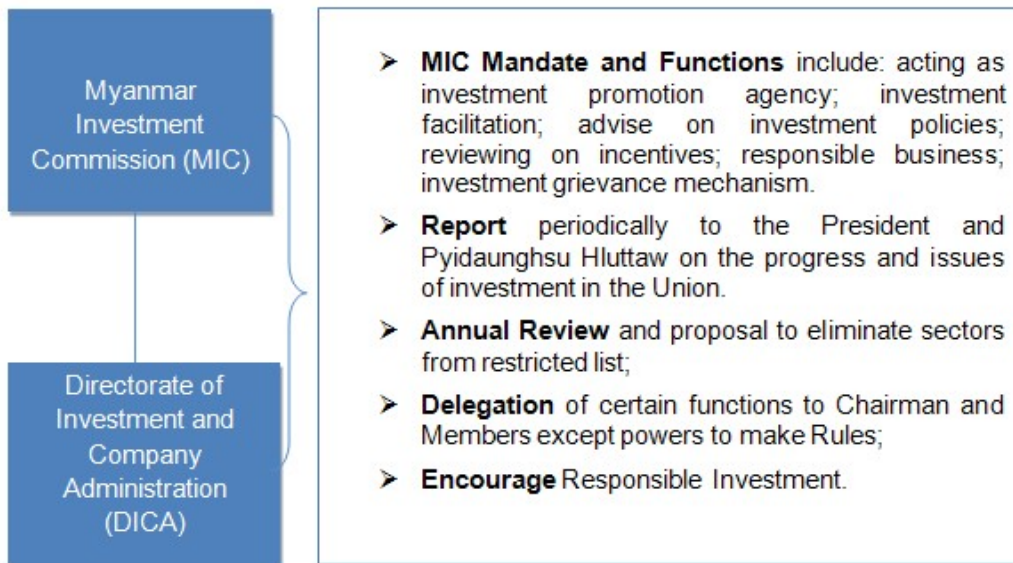 Myanmar
Investment
Commission (MIC)
Directorate of
Investment and
Company
Administration
(DICA)
➤ MIC Mandate and Functions include: acting as
investment promotion agency; investment
facilitation; advise on investment policies;
reviewing on incentives; responsible business;
investment grievance mechanism.
➤ Report periodically to the President and
Pyidaunghsu Hluttaw on the progress and issues
of investment in the Union.
➤ Annual Review and proposal to eliminate sectors
from restricted list;
➤ Delegation of certain functions to Chairman and
Members except powers to make Rules;
➤ Encourage Responsible Investment.